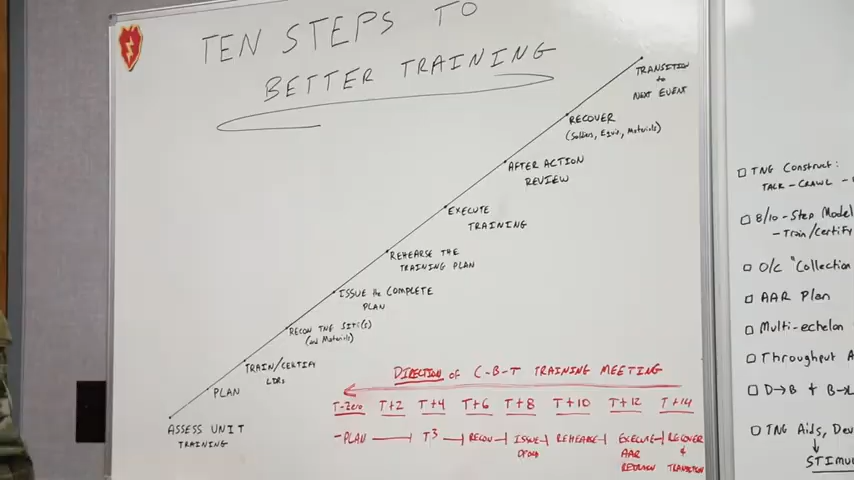 TEN STEPS TO
BETTER TRAINING
TRANSITION
to
NEXT EVENT
RECOVER
(Soldiers, Equip, Materials)
AFTER ACTION
REVIEW
EXECUTE
TRAINING
REHEARSE THE
TRAINING PLAN
ISSUE the COMPLETE
PLAN
RECON THE SITE(S)
(and Materials)
TRAIN/CERTIFY
LDRS
PLAN
ASSESS UNIT
TRAINING
DIRECTION of C-B-T TRAINING MEETING
T-Zero T+2 T+4 T+6 T+8 T+10 T+12 T+14
-PLAN T3 RECON ISSUE REHEARSE EXECUTE RECOVER
AAR &
RETRAIN TRANSITION
□ TNG Construct:
TALK - CRAWL -
□ 8/10-Step Model
- Train/Certify
□ O/C "Collection
□ AAR Plan
□ Multi-echelon
□ Throughput
□ D→B + B→
□ TNG Aids, Dev
↓
STIMU